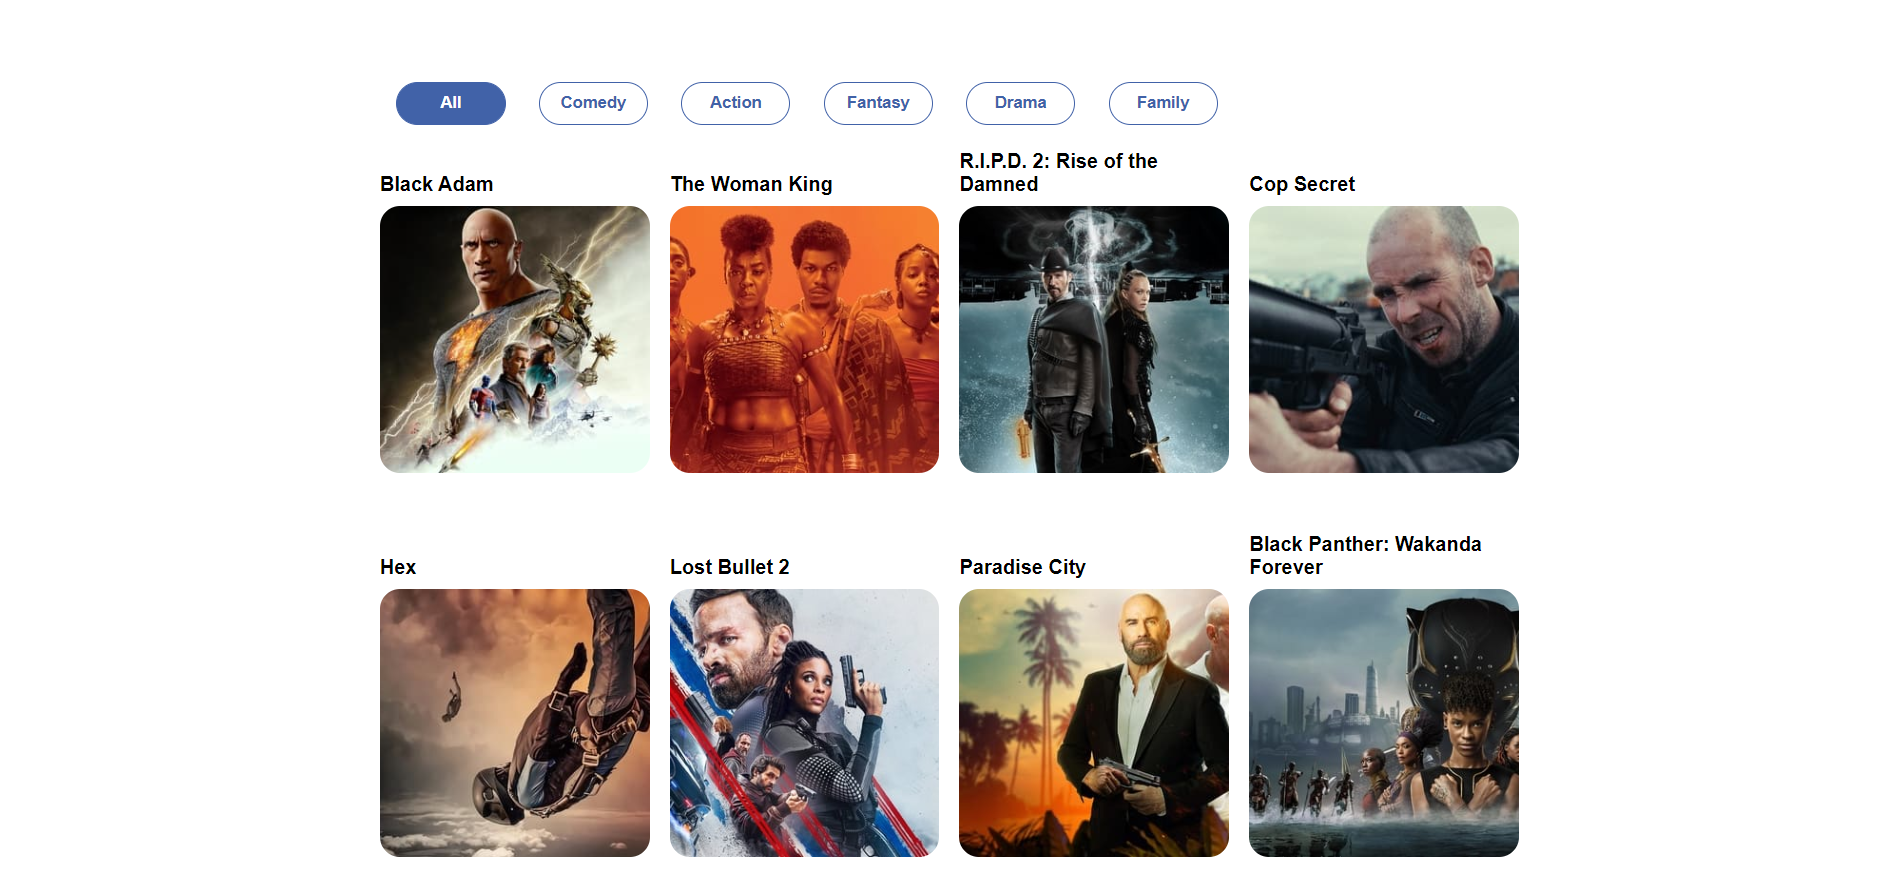 All
Comedy
Action
Fantasy
Drama
Family
Black Adam
The Woman King
R.I.P.D. 2: Rise of the
Damned
Cop Secret
Hex
Lost Bullet 2
Paradise City
Black Panther: Wakanda
Forever